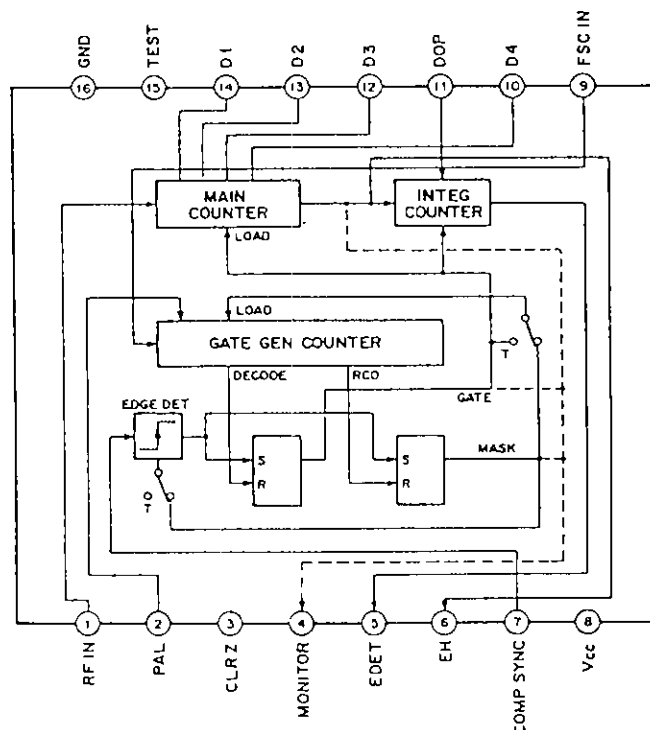 GND
TEST
D1
D2
D3
DOP
D4
FSC IN
16
15
14
13
12
11
10
9
MAIN
COUNTER
INTEG
COUNTER
LOAD
LOAD
GATE GEN COUNTER
T
DECODE
RCO
GATE
EDGE DET
S
R
S
R
MASK
T
1
2
3
4
5
6
7
8
RF IN
PAL
CLRZ
MONITOR
EDET
EH
COMP SYNC
Vcc